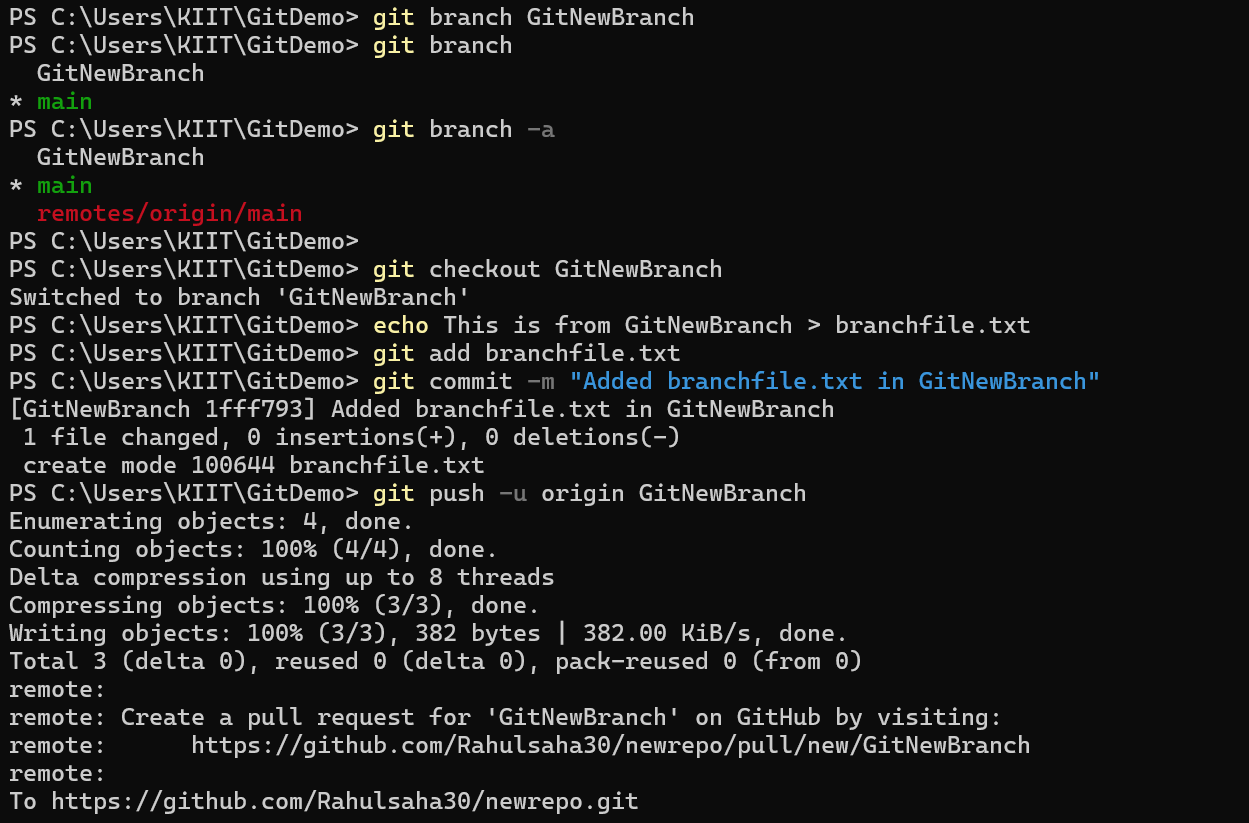 PS C:\Users\KIIT\GitDemo> git branch GitNewBranch
PS C:\Users\KIIT\GitDemo> git branch
  GitNewBranch
* main
PS C:\Users\KIIT\GitDemo> git branch -a
  GitNewBranch
* main
  remotes/origin/main
PS C:\Users\KIIT\GitDemo>
PS C:\Users\KIIT\GitDemo> git checkout GitNewBranch
Switched to branch 'GitNewBranch'
PS C:\Users\KIIT\GitDemo> echo This is from GitNewBranch > branchfile.txt
PS C:\Users\KIIT\GitDemo> git add branchfile.txt
PS C:\Users\KIIT\GitDemo> git commit -m "Added branchfile.txt in GitNewBranch"
[GitNewBranch 1fff793] Added branchfile.txt in GitNewBranch
 1 file changed, 0 insertions(+), 0 deletions(-)
 create mode 100644 branchfile.txt
PS C:\Users\KIIT\GitDemo> git push -u origin GitNewBranch
Enumerating objects: 4, done.
Counting objects: 100% (4/4), done.
Delta compression using up to 8 threads
Compressing objects: 100% (3/3), done.
Writing objects: 100% (3/3), 382 bytes | 382.00 KiB/s, done.
Total 3 (delta 0), reused 0 (delta 0), pack-reused 0 (from 0)
remote:
remote: Create a pull request for 'GitNewBranch' on GitHub by visiting:
remote:      https://github.com/Rahulsaha30/newrepo/pull/new/GitNewBranch
remote:
To https://github.com/Rahulsaha30/newrepo.git